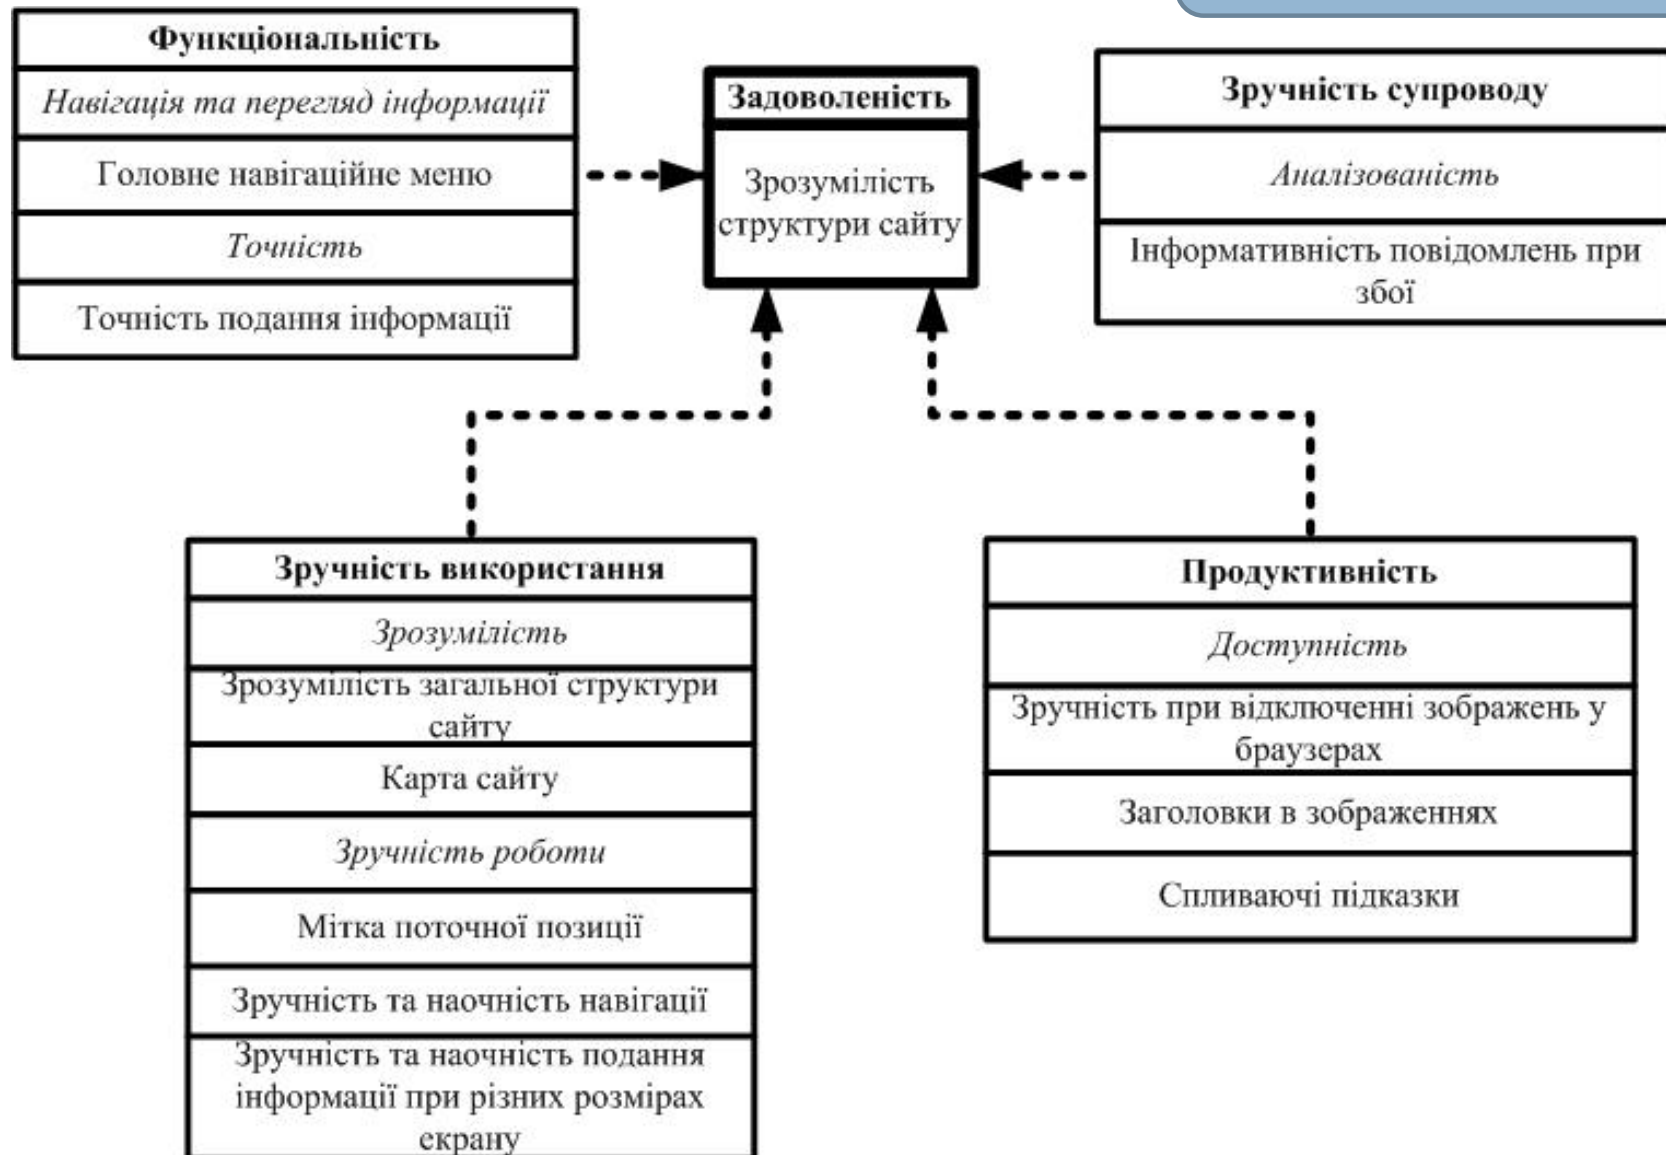 Функціональність
Навігація та перегляд інформації
Головне навігаційне меню
Точність
Точність подання інформації
Задоволеність
Зрозумілість
структури сайту
Зручність супроводу
Аналізованість
Інформативність повідомлень при
збої
Зручність використання
Зрозумілість
Зрозумілість загальної структури
сайту
Карта сайту
Зручність роботи
Мітка поточної позиції
Зручність та наочність навігації
Зручність та наочність подання
інформації при різних розмірах
екрану
Продуктивність
Доступність
Зручність при відключенні зображень у
браузерах
Заголовки в зображеннях
Спливаючі підказки